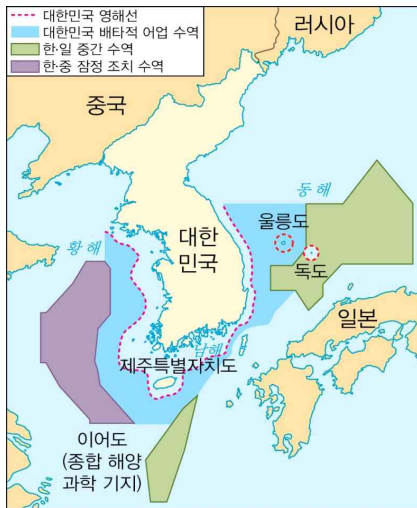 대한민국 영해선
대한민국 배타적 어업 수역
한·일 중간 수역
한·중 잠정 조치 수역
러시아
중국
동해
울릉도
황해
대한
민국
독도
일본
남해
제주특별자치도
이어도
(종합 해양
과학 기지)